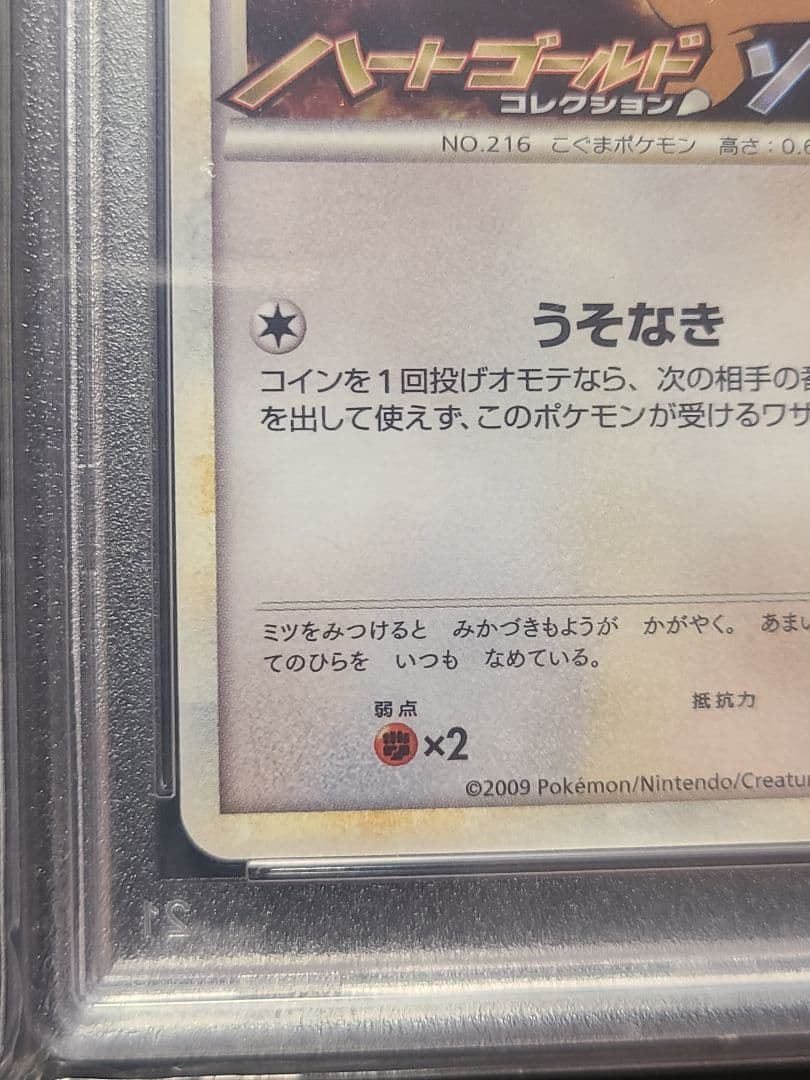 ハートゴールド ソ
コレクション
NO.216 こぐまポケモン 高さ：0.6
うそなき
コインを1回投げオモテなら、次の相手の番
を出して使えず、このポケモンが受けるワザ
ミツをみつけると みかづきもようが かがやく。 あまい
てのひらを いつも なめている。
弱点 抵抗力
×2
©2009 Pokémon/Nintendo/Creatur
21